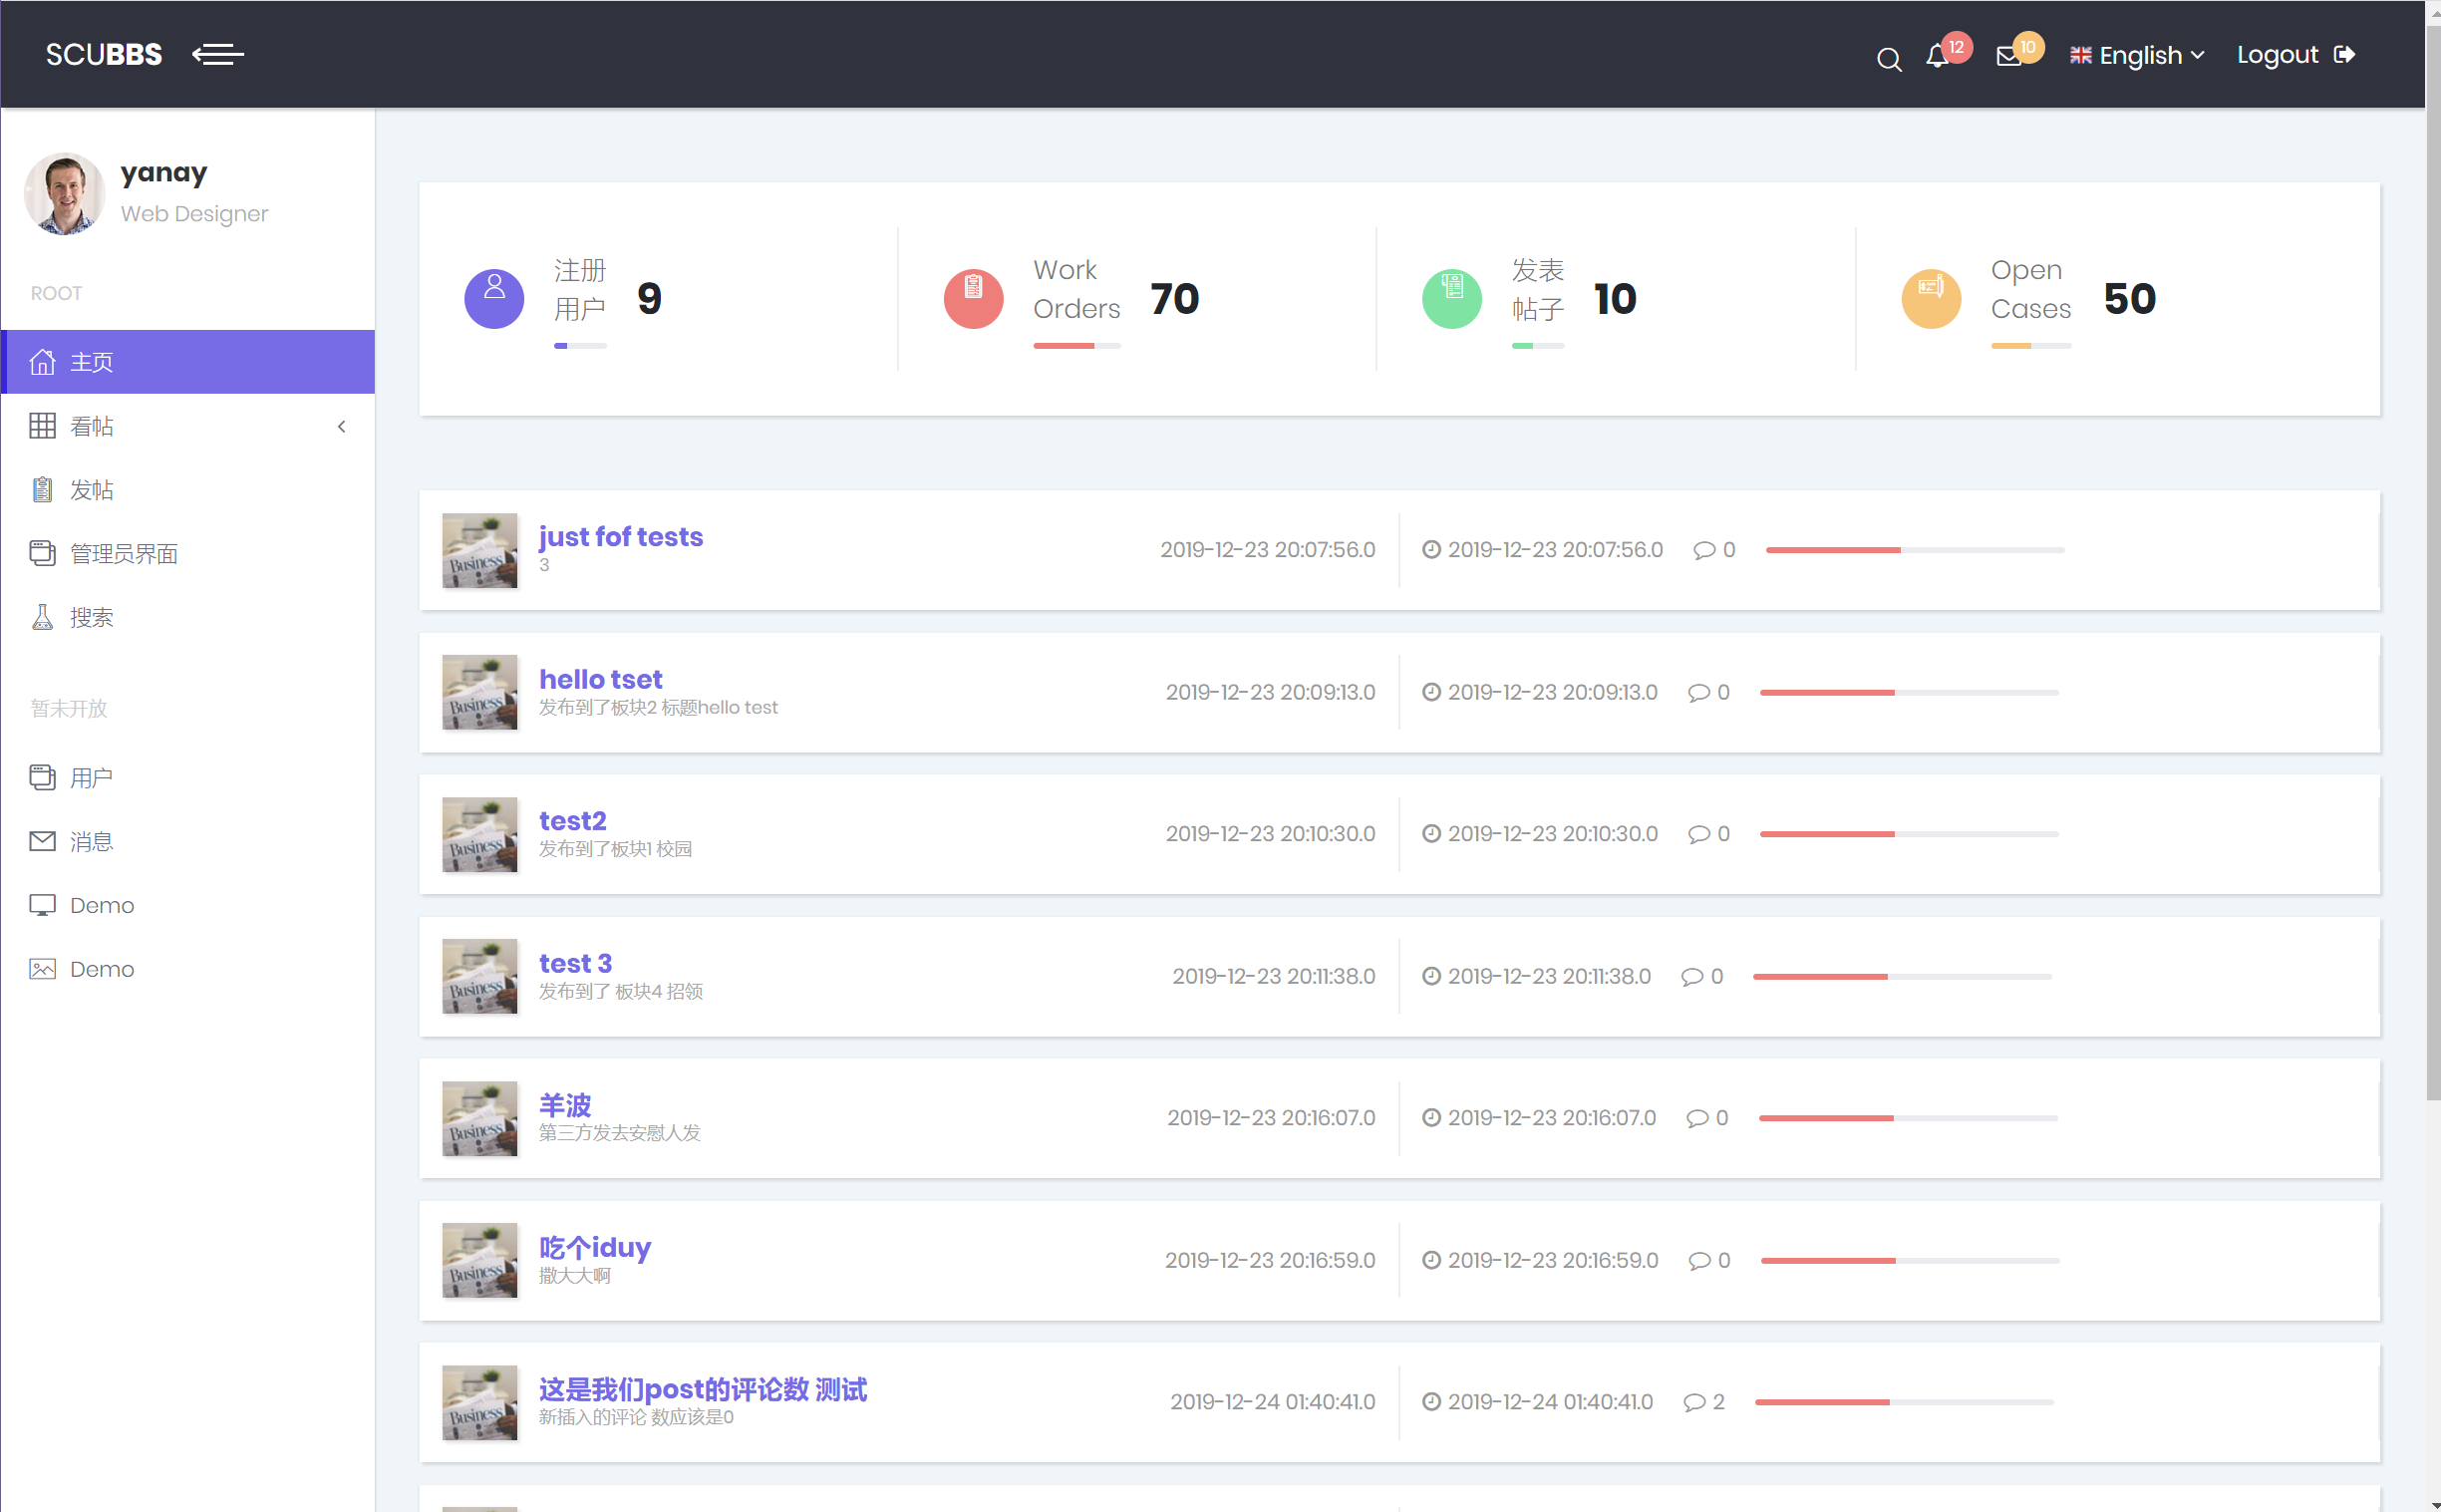 SCUBBS
12
10
English
Logout
yanay
Web Designer
ROOT
主页
看帖
发帖
管理员界面
搜索
暂未开放
用户
消息
Demo
Demo
注册
用户
9
Work
Orders
70
发表
帖子
10
Open
Cases
50
Business
just fof tests
3
2019-12-23 20:07:56.0
2019-12-23 20:07:56.0
0
Business
hello tset
发布到了板块2 标题hello test
2019-12-23 20:09:13.0
2019-12-23 20:09:13.0
0
Business
test2
发布到了板块1 校园
2019-12-23 20:10:30.0
2019-12-23 20:10:30.0
0
Business
test 3
发布到了 板块4 招领
2019-12-23 20:11:38.0
2019-12-23 20:11:38.0
0
Business
羊波
第三方发去安慰人发
2019-12-23 20:16:07.0
2019-12-23 20:16:07.0
0
Business
吃个iduy
撒大大啊
2019-12-23 20:16:59.0
2019-12-23 20:16:59.0
0
Business
这是我们post的评论数 测试
新插入的评论 数应该是0
2019-12-24 01:40:41.0
2019-12-24 01:40:41.0
2